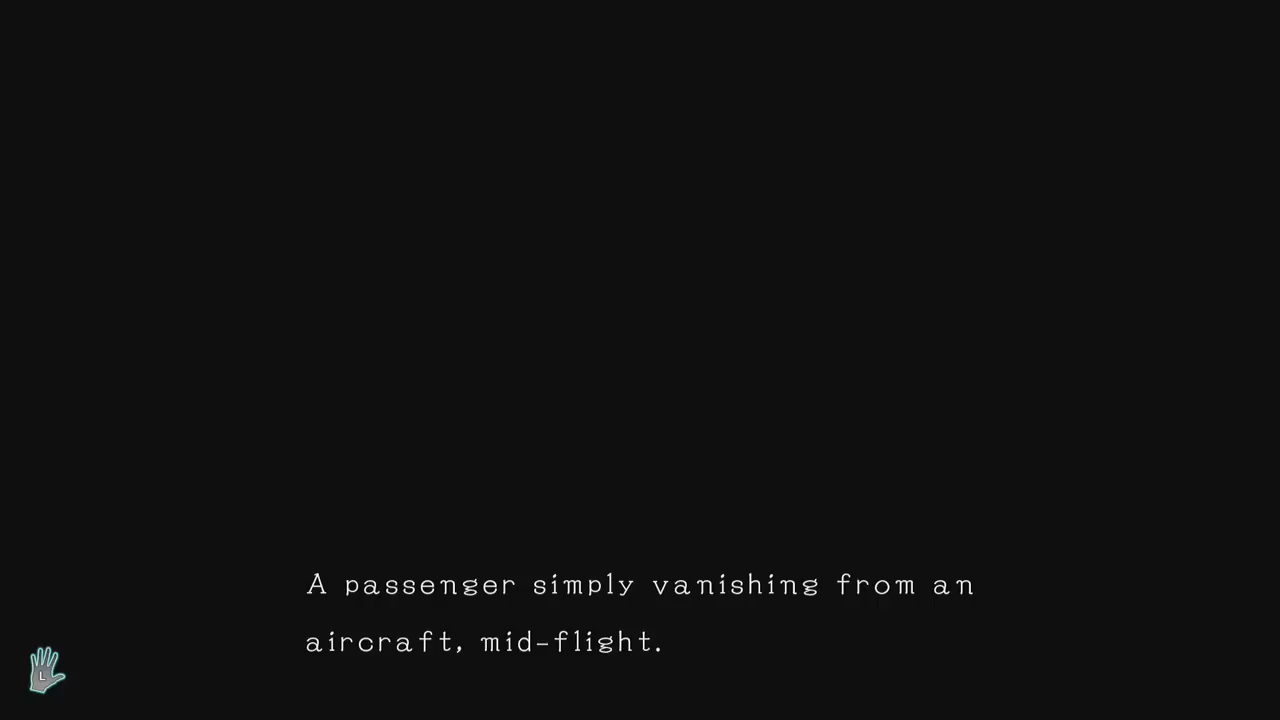 A passenger simply vanishing from an
aircraft, mid-flight.
L